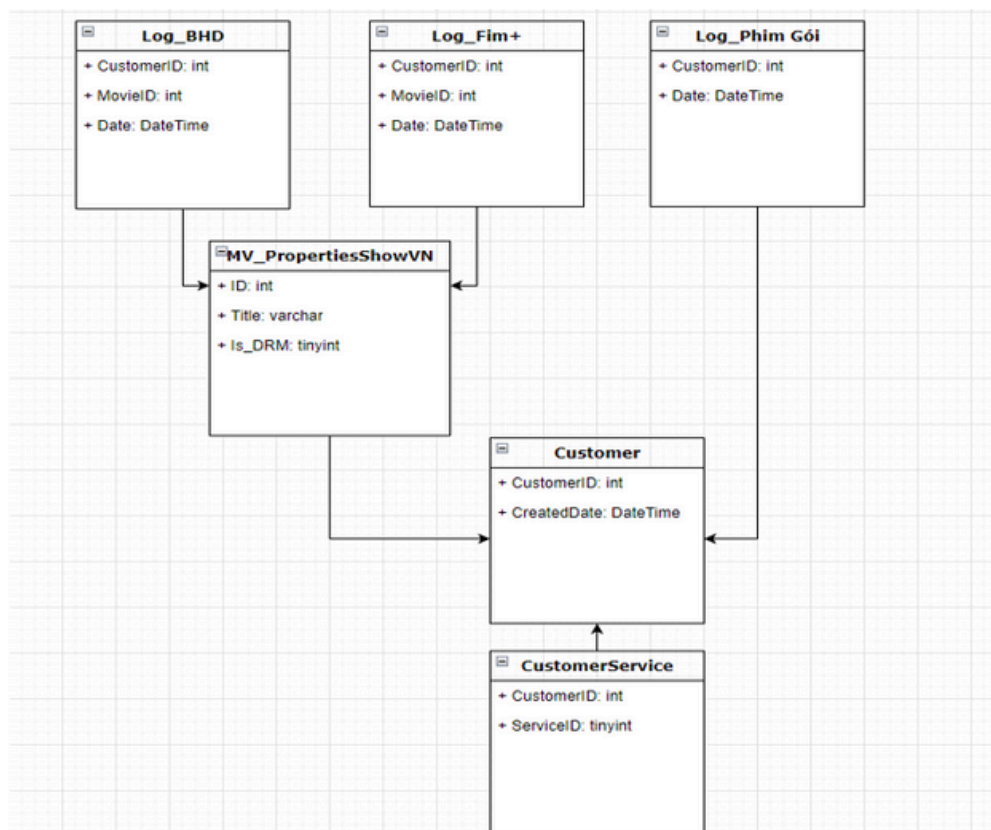 Log_BHD
+ CustomerID: int
+ MovieID: int
+ Date: DateTime
Log_Fim+
+ CustomerID: int
+ MovieID: int
+ Date: DateTime
Log_Phim Gói
+ CustomerID: int
+ Date: DateTime
MV_PropertiesShowVN
+ ID: int
+ Title: varchar
+ Is_DRM: tinyint
Customer
+ CustomerID: int
+ CreatedDate: DateTime
CustomerService
+ CustomerID: int
+ ServiceID: tinyint